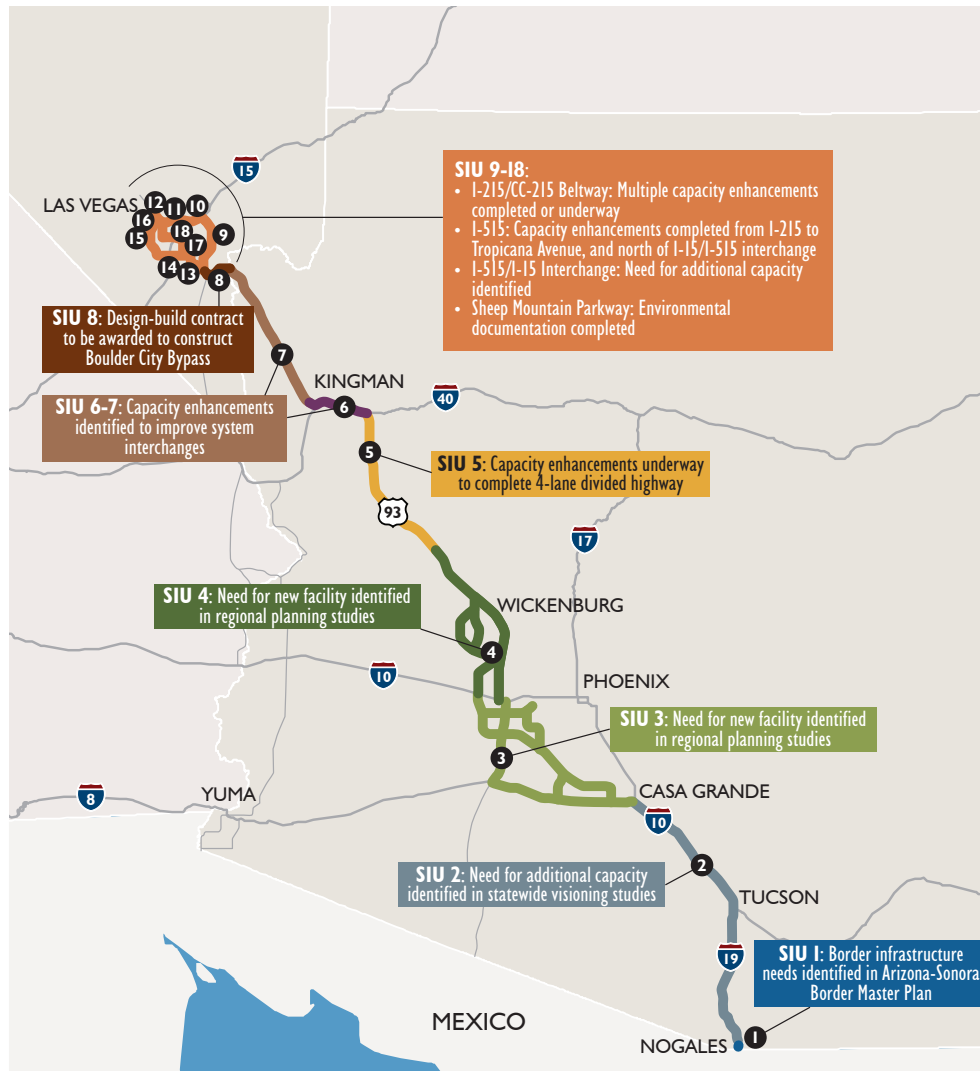 15
SIU 9-18:
• I-215/CC-215 Beltway: Multiple capacity enhancements
completed or underway
• I-515: Capacity enhancements completed from I-215 to
Tropicana Avenue, and north of I-15/I-515 interchange
• I-515/I-15 Interchange: Need for additional capacity
identified
• Sheep Mountain Parkway: Environmental
documentation completed
LAS VEGAS
12
11
10
16
15
18
17
9
14
13
8
SIU 8: Design-build contract
to be awarded to construct
Boulder City Bypass
7
KINGMAN
SIU 6-7: Capacity enhancements
identified to improve system
interchanges
6
40
5
SIU 5: Capacity enhancements underway
to complete 4-lane divided highway
93
17
SIU 4: Need for new facility identified
in regional planning studies
WICKENBURG
4
10
PHOENIX
SIU 3: Need for new facility identified
in regional planning studies
3
8
YUMA
CASA GRANDE
10
SIU 2: Need for additional capacity
identified in statewide visioning studies
2
TUCSON
19
SIU 1: Border infrastructure
needs identified in Arizona-Sonora
Border Master Plan
MEXICO
1
NOGALES